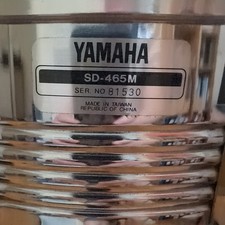 YAMAHA
SD-465M
SER. NO 81530
MADE IN TAIWAN
REPUBLIC OF CHINA